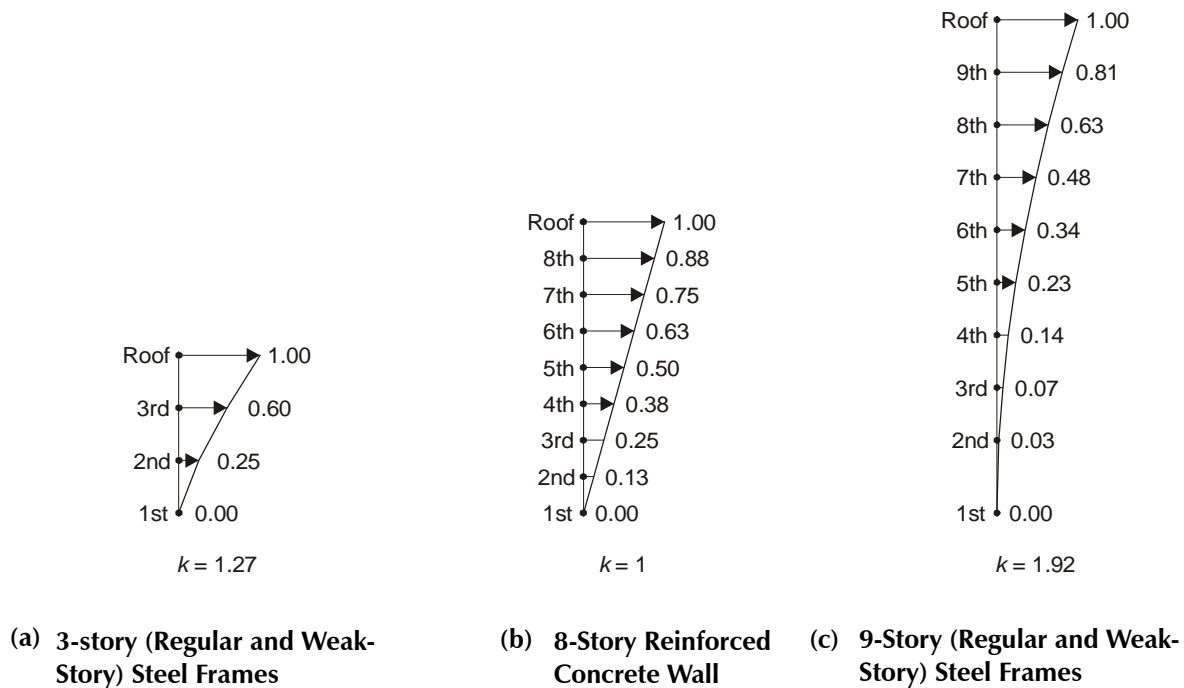 Roof
1.00
3rd
0.60
2nd
0.25
1st
0.00
k = 1.27
(a) 3-story (Regular and Weak-
Story) Steel Frames
Roof
1.00
8th
0.88
7th
0.75
6th
0.63
5th
0.50
4th
0.38
3rd
0.25
2nd
0.13
1st
0.00
k = 1
(b) 8-Story Reinforced
Concrete Wall
Roof
1.00
9th
0.81
8th
0.63
7th
0.48
6th
0.34
5th
0.23
4th
0.14
3rd
0.07
2nd
0.03
1st
0.00
k = 1.92
(c) 9-Story (Regular and Weak-
Story) Steel Frames